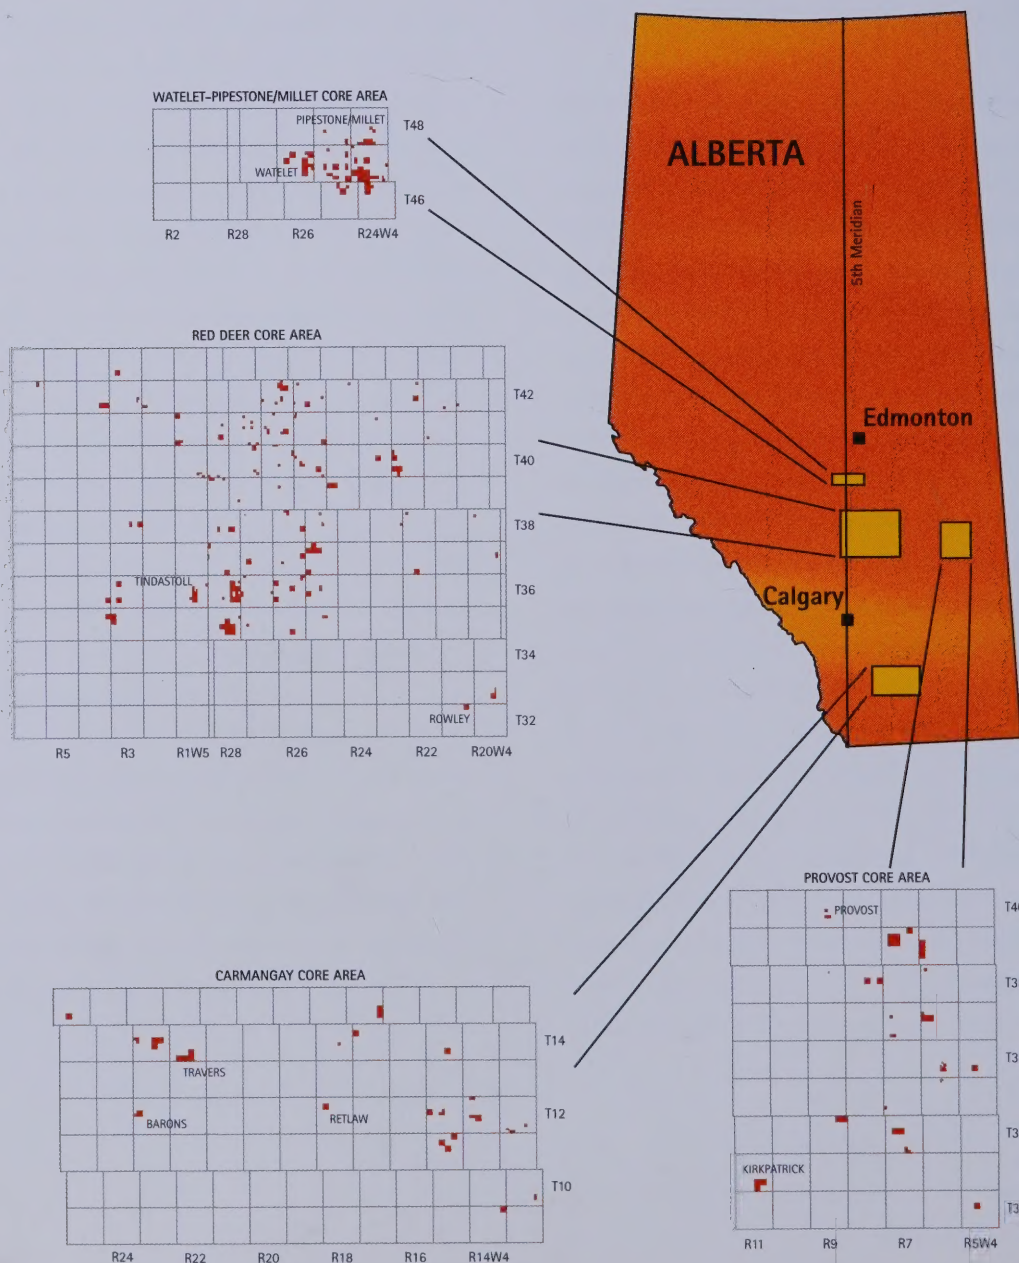 WATELET-PIPESTONE/MILLET CORE AREA
PIPESTONE/MILLET
T48
WATELET
T46
R2 R28 R26 R24W4
ALBERTA
5th Meridian
Edmonton
Calgary
RED DEER CORE AREA
T42
T40
T38
TINDASTOLL
T36
T34
ROWLEY
T32
R5 R3 R1W5 R28 R26 R24 R22 R20W4
PROVOST CORE AREA
PROVOST
KIRKPATRICK
R11 R9 R7 R5W4
CARMANGAY CORE AREA
T14
TRAVERS
T12
BARONS
RETLAW
T10
R24 R22 R20 R18 R16 R14W4